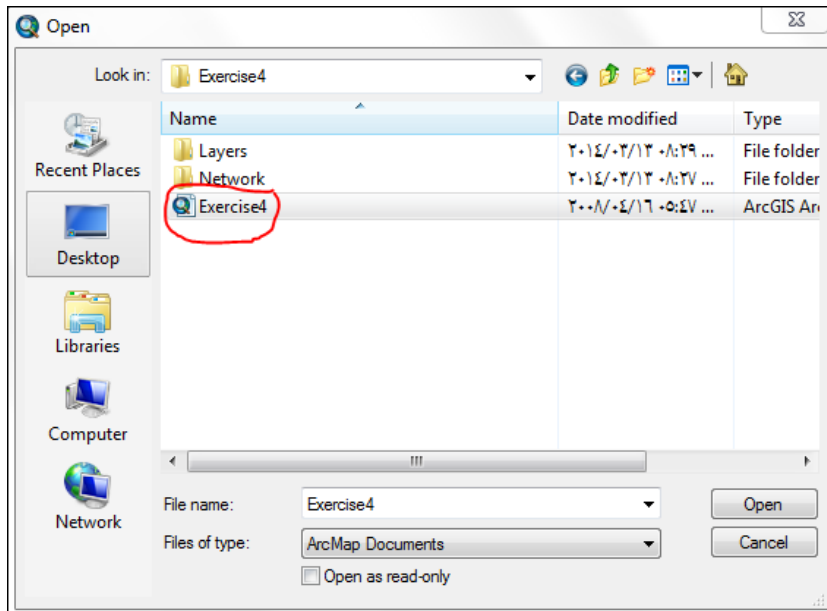 Open
Look in: Exercise4
Name Date modified Type
Layers ٢٠١٤/٠٣/١٣ ٠٨:٢٩ ... File folder
Network ٢٠١٤/٠٣/١٣ ٠٨:٢٧ ... File folder
Exercise4 ٢٠٠٨/٠٤/١٦ ٠٥:٤٧ ... ArcGIS Ar
Recent Places
Desktop
Libraries
Computer
Network
File name: Exercise4 Open
Files of type: ArcMap Documents Cancel
Open as read-only